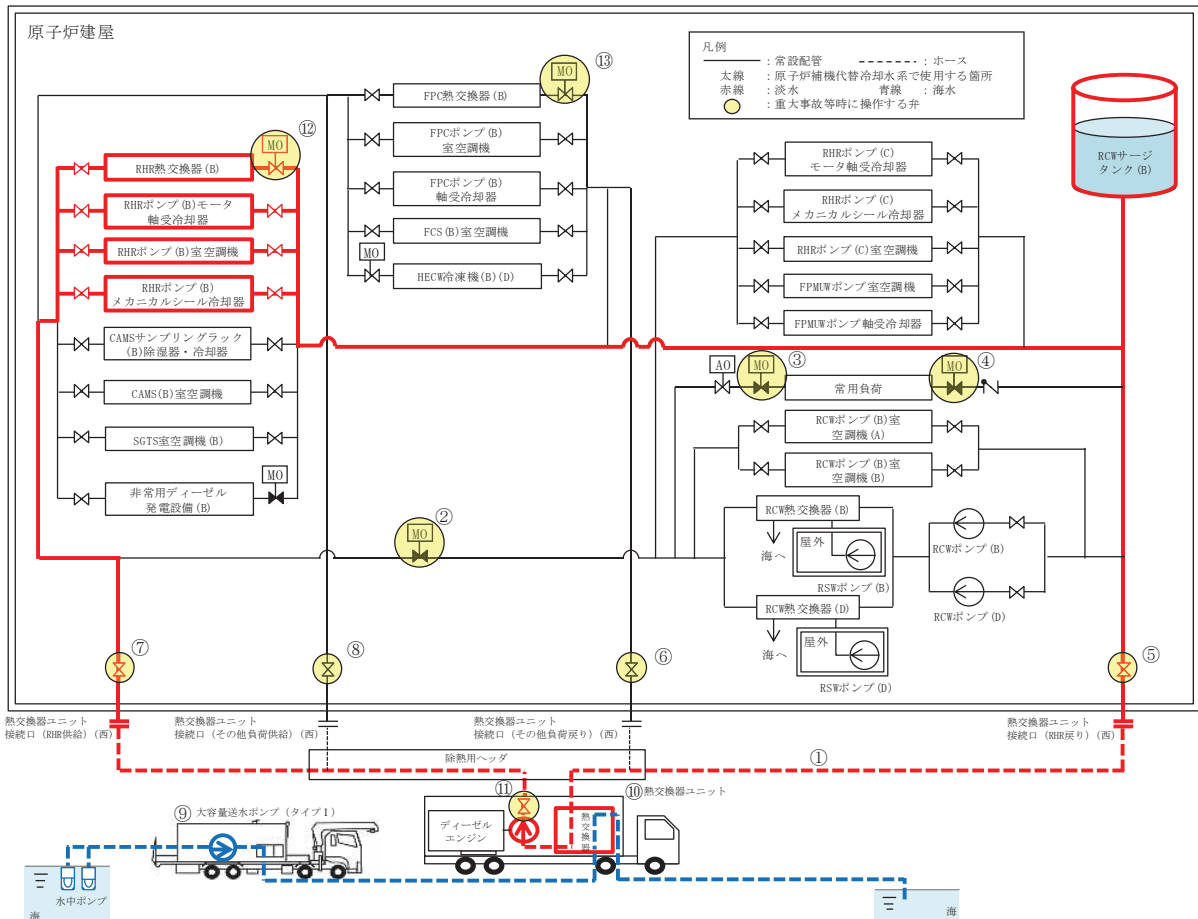 原子炉建屋
凡例
：常設配管
：ホース
太線
：原子炉補機代替冷却水系で使用する箇所
赤線
：淡水
青線
：海水
：重大事故等時に操作する弁
⑬
MO
FPC熱交換器(B)
FPCポンプ(B)
室空調機
FPCポンプ(B)
軸受冷却器
FCS(B)室空調機
MO
HECW冷凍機(B)(D)
⑫
MO
RHR熱交換器(B)
RHRポンプ(B)モータ
軸受冷却器
RHRポンプ(B)室空調機
RHRポンプ(B)
メカニカルシール冷却器
CAMSサンプリングラック
(B)除湿器・冷却器
CAMS(B)室空調機
SGTS室空調機(B)
MO
非常用ディーゼル
発電設備(B)
RHRポンプ(C)
モータ軸受冷却器
RHRポンプ(C)
メカニカルシール冷却器
RHRポンプ(C)室空調機
FPMUWポンプ室空調機
FPMUWポンプ軸受冷却器
RCWサージ
タンク(B)
AO
MO
③
常用負荷
MO
④
RCWポンプ(B)室
空調機(A)
RCWポンプ(B)室
空調機(B)
②
MO
RCW熱交換器(B)
海へ
屋外
RSWポンプ(B)
RCW熱交換器(D)
海へ
屋外
RSWポンプ(D)
RCWポンプ(B)
RCWポンプ(D)
⑦
⑧
⑥
⑤
熱交換器ユニット
接続口（RHR供給）(西)
熱交換器ユニット
接続口（その他負荷供給）(西)
熱交換器ユニット
接続口（その他負荷戻り）(西)
熱交換器ユニット
接続口（RHR戻り）(西)
除熱用ヘッダ
①
⑨ 大容量送水ポンプ（タイプⅠ）
⑪
⑩ 熱交換器ユニット
ディーゼル
エンジン
熱交換器
水中ポンプ
海
海